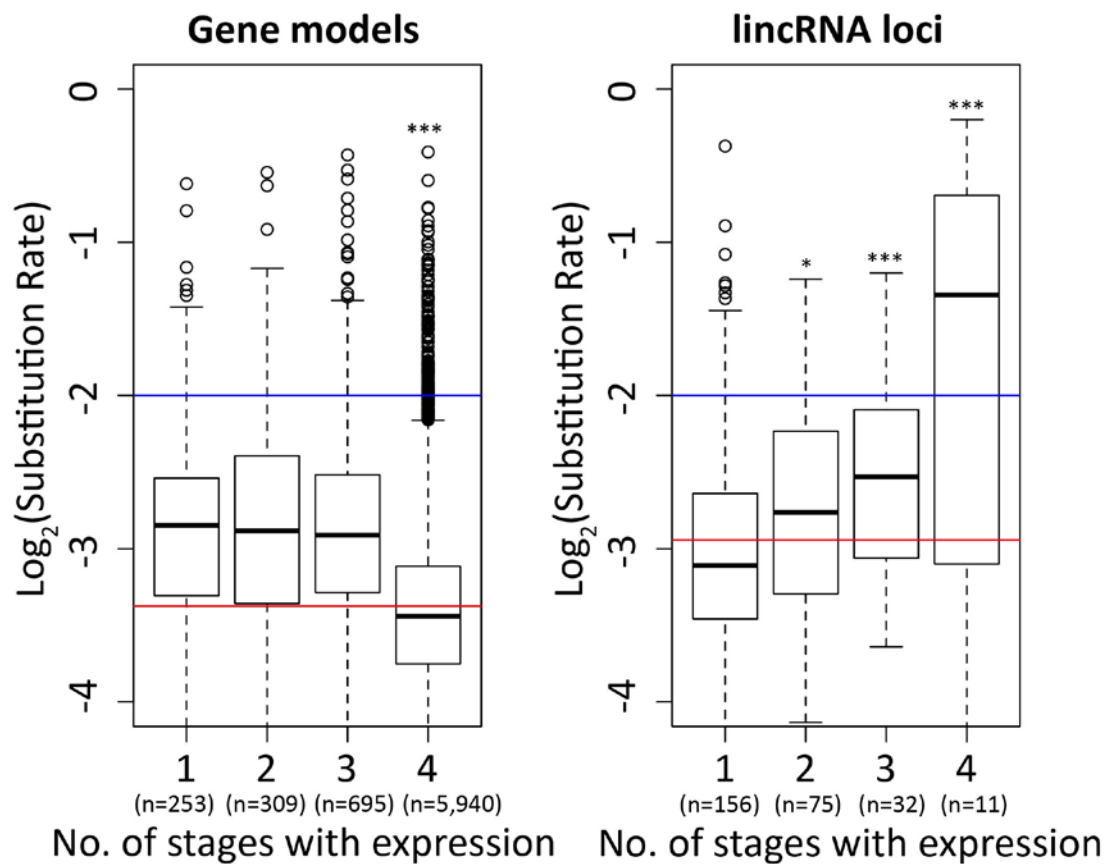 Gene models
Log2(Substitution Rate)
0
-1
-2
-3
-4
***
1 2 3 4
(n=253) (n=309) (n=695) (n=5,940)
No. of stages with expression
lincRNA loci
Log2(Substitution Rate)
0
-1
-2
-3
-4
* *** ***
1 2 3 4
(n=156) (n=75) (n=32) (n=11)
No. of stages with expression